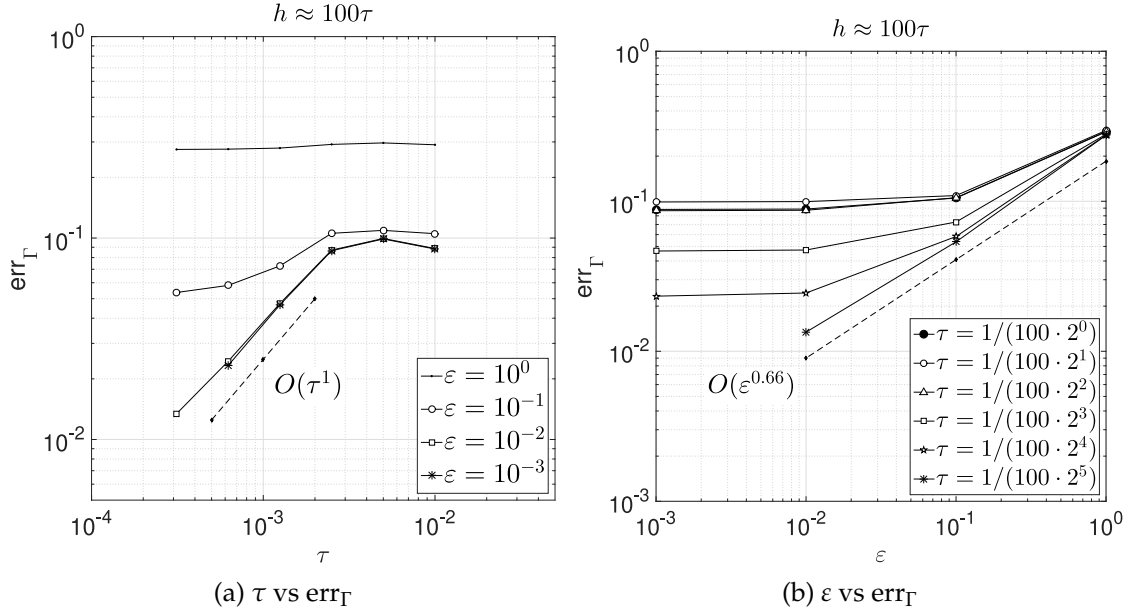 h ≈ 100τ
10^0
10^-1
10^-2
err_Γ
10^-4
10^-3
10^-2
τ
O(τ^1)
ε = 10^0
ε = 10^-1
ε = 10^-2
ε = 10^-3
(a) τ vs err_Γ
h ≈ 100τ
10^0
10^-1
10^-2
10^-3
err_Γ
10^-3
10^-2
10^-1
10^0
ε
O(ε^0.66)
τ = 1/(100 · 2^0)
τ = 1/(100 · 2^1)
τ = 1/(100 · 2^2)
τ = 1/(100 · 2^3)
τ = 1/(100 · 2^4)
τ = 1/(100 · 2^5)
(b) ε vs err_Γ